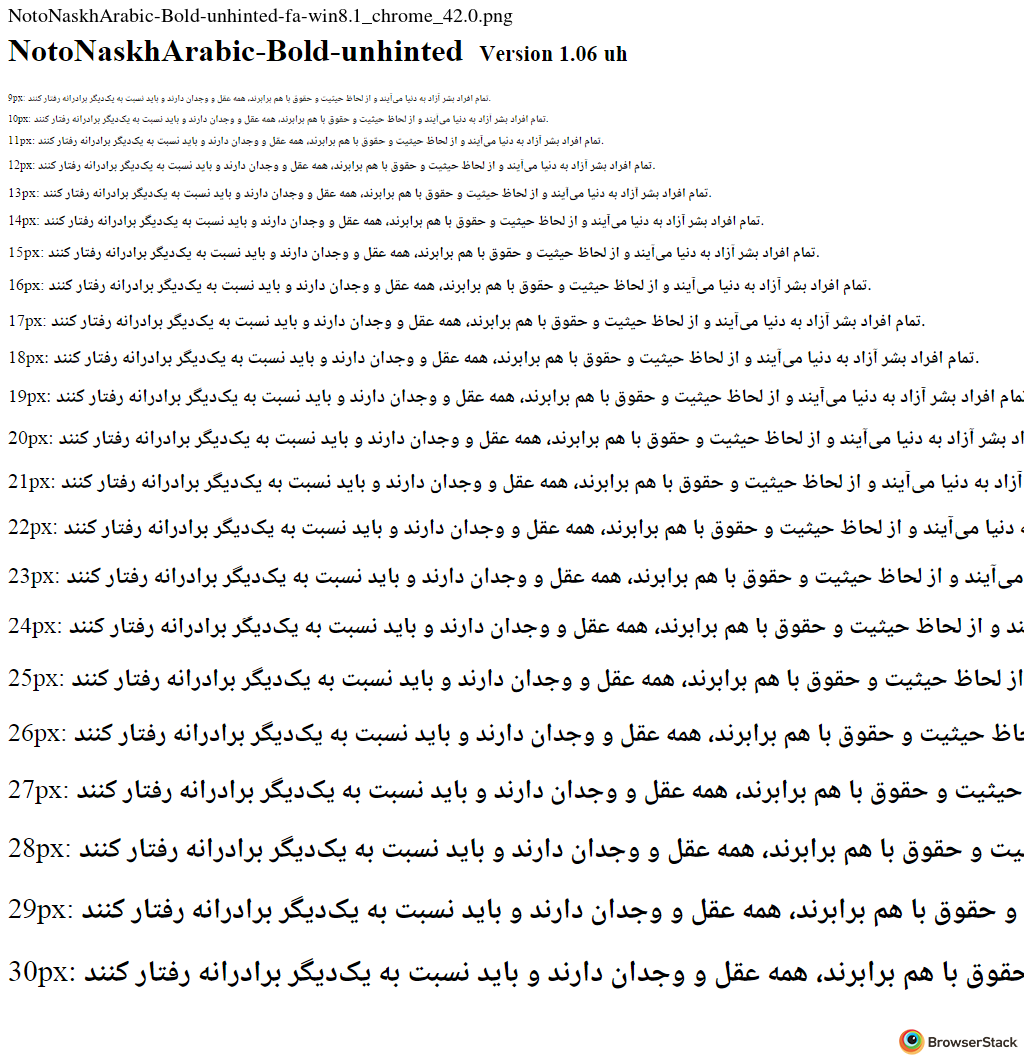 NotoNaskhArabic-Bold-unhinted-fa-win8.1_chrome_42.0.png
NotoNaskhArabic-Bold-unhinted Version 1.06 uh
9px: تمام افراد بشر آزاد به دنیا می‌آیند و از لحاظ حیثیت و حقوق با هم برابرند، همه عقل و وجدان دارند و باید نسبت به یک‌دیگر برادرانه رفتار کنند.
10px: تمام افراد بشر آزاد به دنیا می‌آیند و از لحاظ حیثیت و حقوق با هم برابرند، همه عقل و وجدان دارند و باید نسبت به یک‌دیگر برادرانه رفتار کنند.
11px: تمام افراد بشر آزاد به دنیا می‌آیند و از لحاظ حیثیت و حقوق با هم برابرند، همه عقل و وجدان دارند و باید نسبت به یک‌دیگر برادرانه رفتار کنند.
12px: تمام افراد بشر آزاد به دنیا می‌آیند و از لحاظ حیثیت و حقوق با هم برابرند، همه عقل و وجدان دارند و باید نسبت به یک‌دیگر برادرانه رفتار کنند.
13px: تمام افراد بشر آزاد به دنیا می‌آیند و از لحاظ حیثیت و حقوق با هم برابرند، همه عقل و وجدان دارند و باید نسبت به یک‌دیگر برادرانه رفتار کنند.
14px: تمام افراد بشر آزاد به دنیا می‌آیند و از لحاظ حیثیت و حقوق با هم برابرند، همه عقل و وجدان دارند و باید نسبت به یک‌دیگر برادرانه رفتار کنند.
15px: تمام افراد بشر آزاد به دنیا می‌آیند و از لحاظ حیثیت و حقوق با هم برابرند، همه عقل و وجدان دارند و باید نسبت به یک‌دیگر برادرانه رفتار کنند.
16px: تمام افراد بشر آزاد به دنیا می‌آیند و از لحاظ حیثیت و حقوق با هم برابرند، همه عقل و وجدان دارند و باید نسبت به یک‌دیگر برادرانه رفتار کنند.
17px: تمام افراد بشر آزاد به دنیا می‌آیند و از لحاظ حیثیت و حقوق با هم برابرند، همه عقل و وجدان دارند و باید نسبت به یک‌دیگر برادرانه رفتار کنند.
18px: تمام افراد بشر آزاد به دنیا می‌آیند و از لحاظ حیثیت و حقوق با هم برابرند، همه عقل و وجدان دارند و باید نسبت به یک‌دیگر برادرانه رفتار کنند.
19px: افراد بشر آزاد به دنیا می‌آیند و از لحاظ حیثیت و حقوق با هم برابرند، همه عقل و وجدان دارند و باید نسبت به یک‌دیگر برادرانه رفتار کنند
20px: بشر آزاد به دنیا می‌آیند و از لحاظ حیثیت و حقوق با هم برابرند، همه عقل و وجدان دارند و باید نسبت به یک‌دیگر برادرانه رفتار کنند
21px: آزاد به دنیا می‌آیند و از لحاظ حیثیت و حقوق با هم برابرند، همه عقل و وجدان دارند و باید نسبت به یک‌دیگر برادرانه رفتار کنند
22px: دنیا می‌آیند و از لحاظ حیثیت و حقوق با هم برابرند، همه عقل و وجدان دارند و باید نسبت به یک‌دیگر برادرانه رفتار کنند
23px: می‌آیند و از لحاظ حیثیت و حقوق با هم برابرند، همه عقل و وجدان دارند و باید نسبت به یک‌دیگر برادرانه رفتار کنند
24px: و از لحاظ حیثیت و حقوق با هم برابرند، همه عقل و وجدان دارند و باید نسبت به یک‌دیگر برادرانه رفتار کنند
25px: از لحاظ حیثیت و حقوق با هم برابرند، همه عقل و وجدان دارند و باید نسبت به یک‌دیگر برادرانه رفتار کنند
26px: حیثیت و حقوق با هم برابرند، همه عقل و وجدان دارند و باید نسبت به یک‌دیگر برادرانه رفتار کنند
27px: حیثیت و حقوق با هم برابرند، همه عقل و وجدان دارند و باید نسبت به یک‌دیگر برادرانه رفتار کنند
28px: و حقوق با هم برابرند، همه عقل و وجدان دارند و باید نسبت به یک‌دیگر برادرانه رفتار کنند
29px: و حقوق با هم برابرند، همه عقل و وجدان دارند و باید نسبت به یک‌دیگر برادرانه رفتار کنند
30px: حقوق با هم برابرند، همه عقل و وجدان دارند و باید نسبت به یک‌دیگر برادرانه رفتار کنند
BrowserStack